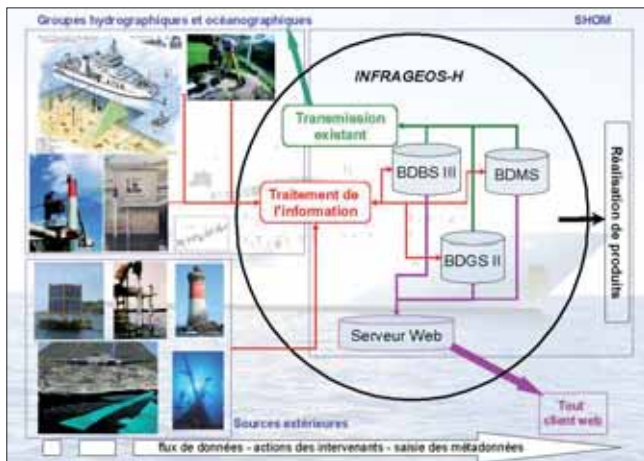 Groupes hydrographiques et océanographiques
SHOM
INFRAGEOS-H
Transmission
existant
BDBS III
BDMS
Traitement de
l'information
BDGS II
Réalisation de produits
Serveur Web
Tout
client web
Sources extérieures
flux de données - actions des intervenants - saisie des métadonnées